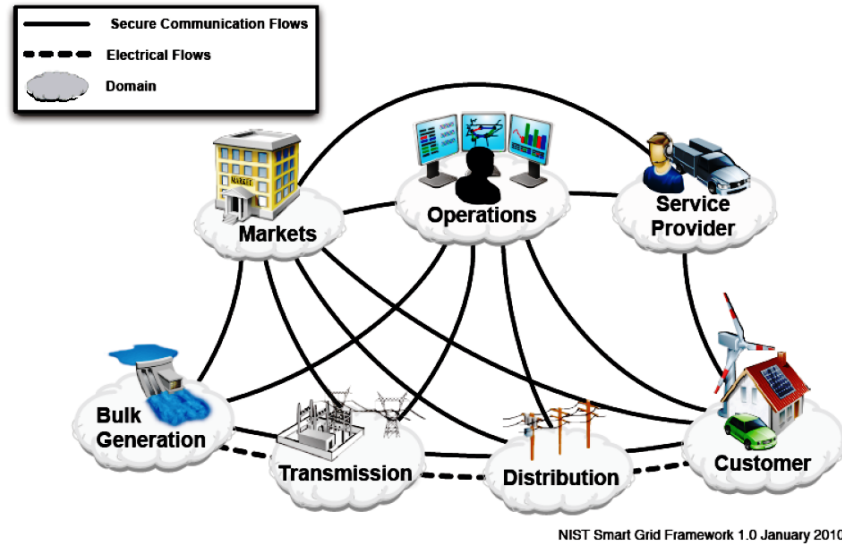 Secure Communication Flows
Electrical Flows
Domain
MARKET
Markets
Operations
Service
Provider
Bulk
Generation
Transmission
Distribution
Customer
NIST Smart Grid Framework 1.0 January 2010